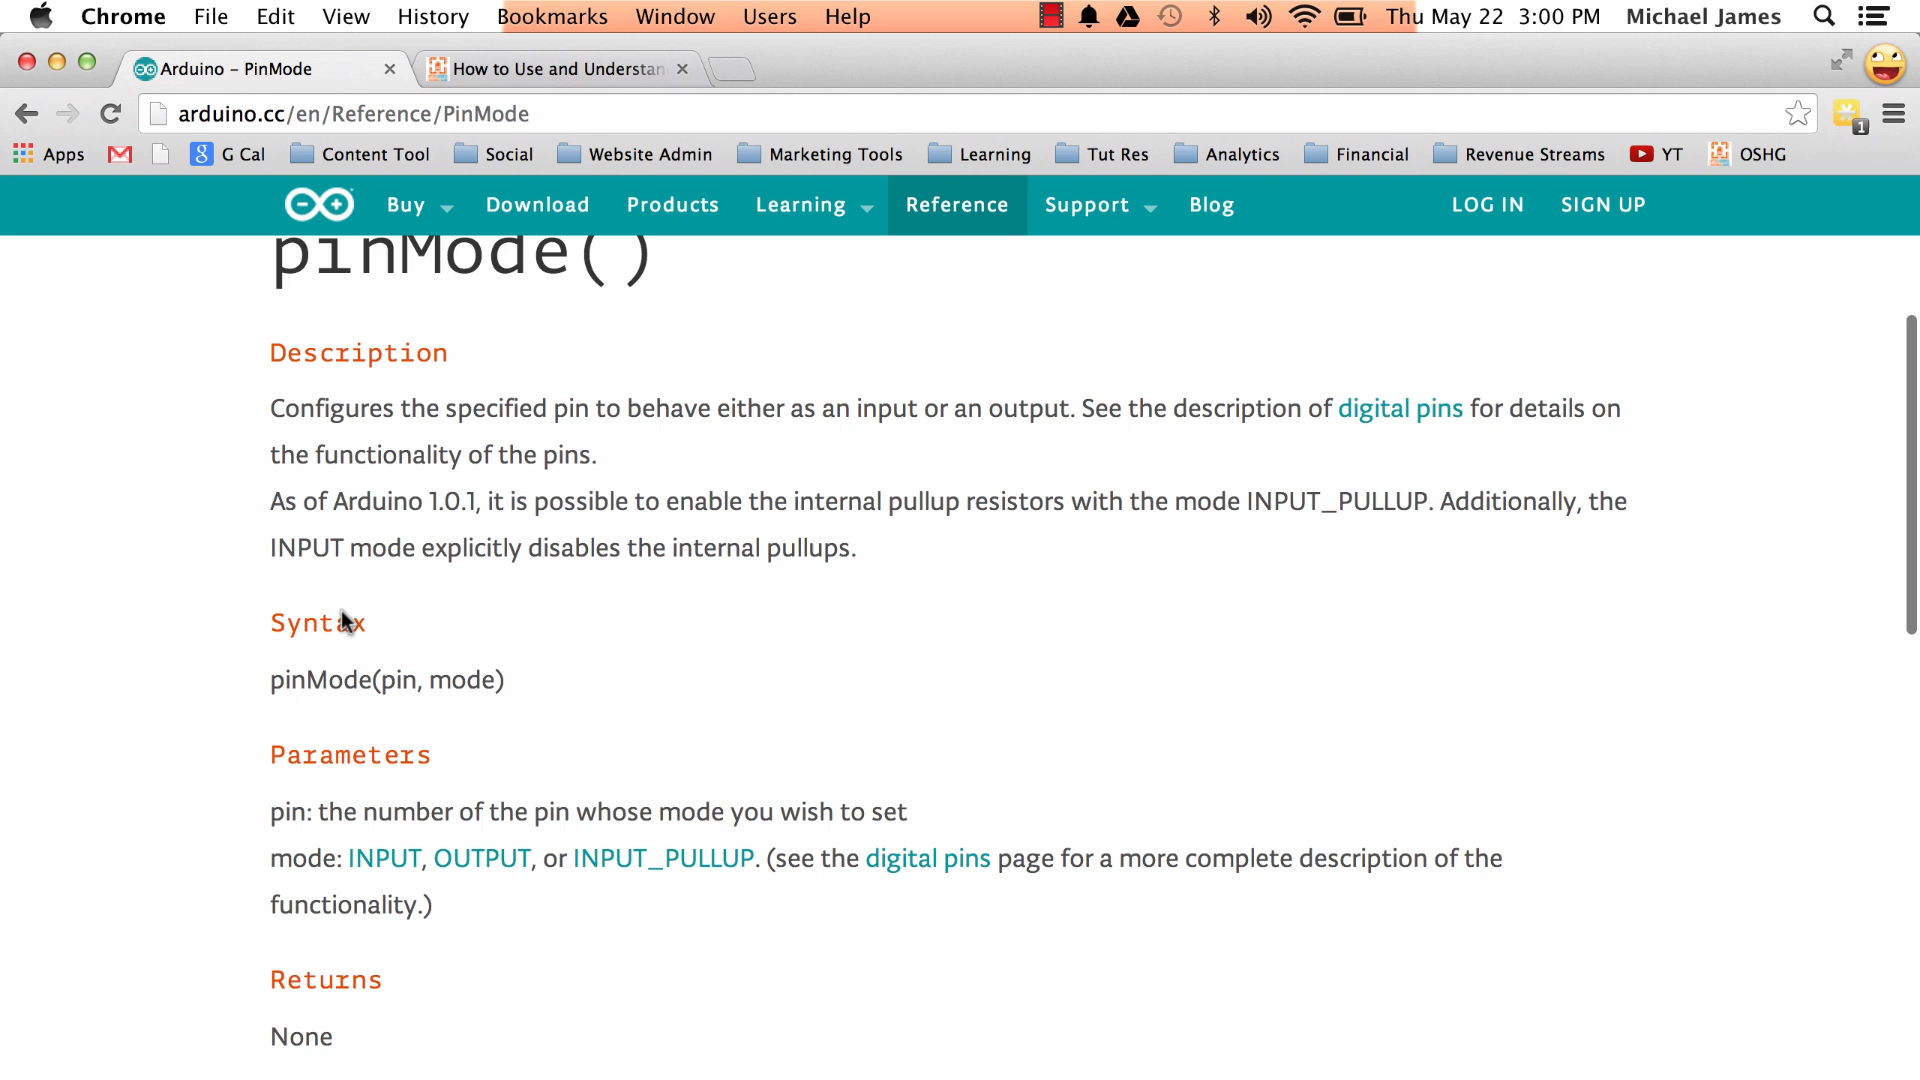 Chrome File Edit View History Bookmarks Window Users Help Thu May 22 3:00 PM Michael James
Arduino - PinMode How to Use and Understan
arduino.cc/en/Reference/PinMode
1
Apps G Cal Content Tool Social Website Admin Marketing Tools Learning Tut Res Analytics Financial Revenue Streams YT OSHG
Buy Download Products Learning Reference Support Blog LOG IN SIGN UP
pinMode()
Description
Configures the specified pin to behave either as an input or an output. See the description of digital pins for details on
the functionality of the pins.
As of Arduino 1.0.1, it is possible to enable the internal pullup resistors with the mode INPUT_PULLUP. Additionally, the
INPUT mode explicitly disables the internal pullups.
Syntax
pinMode(pin, mode)
Parameters
pin: the number of the pin whose mode you wish to set
mode: INPUT, OUTPUT, or INPUT_PULLUP. (see the digital pins page for a more complete description of the
functionality.)
Returns
None